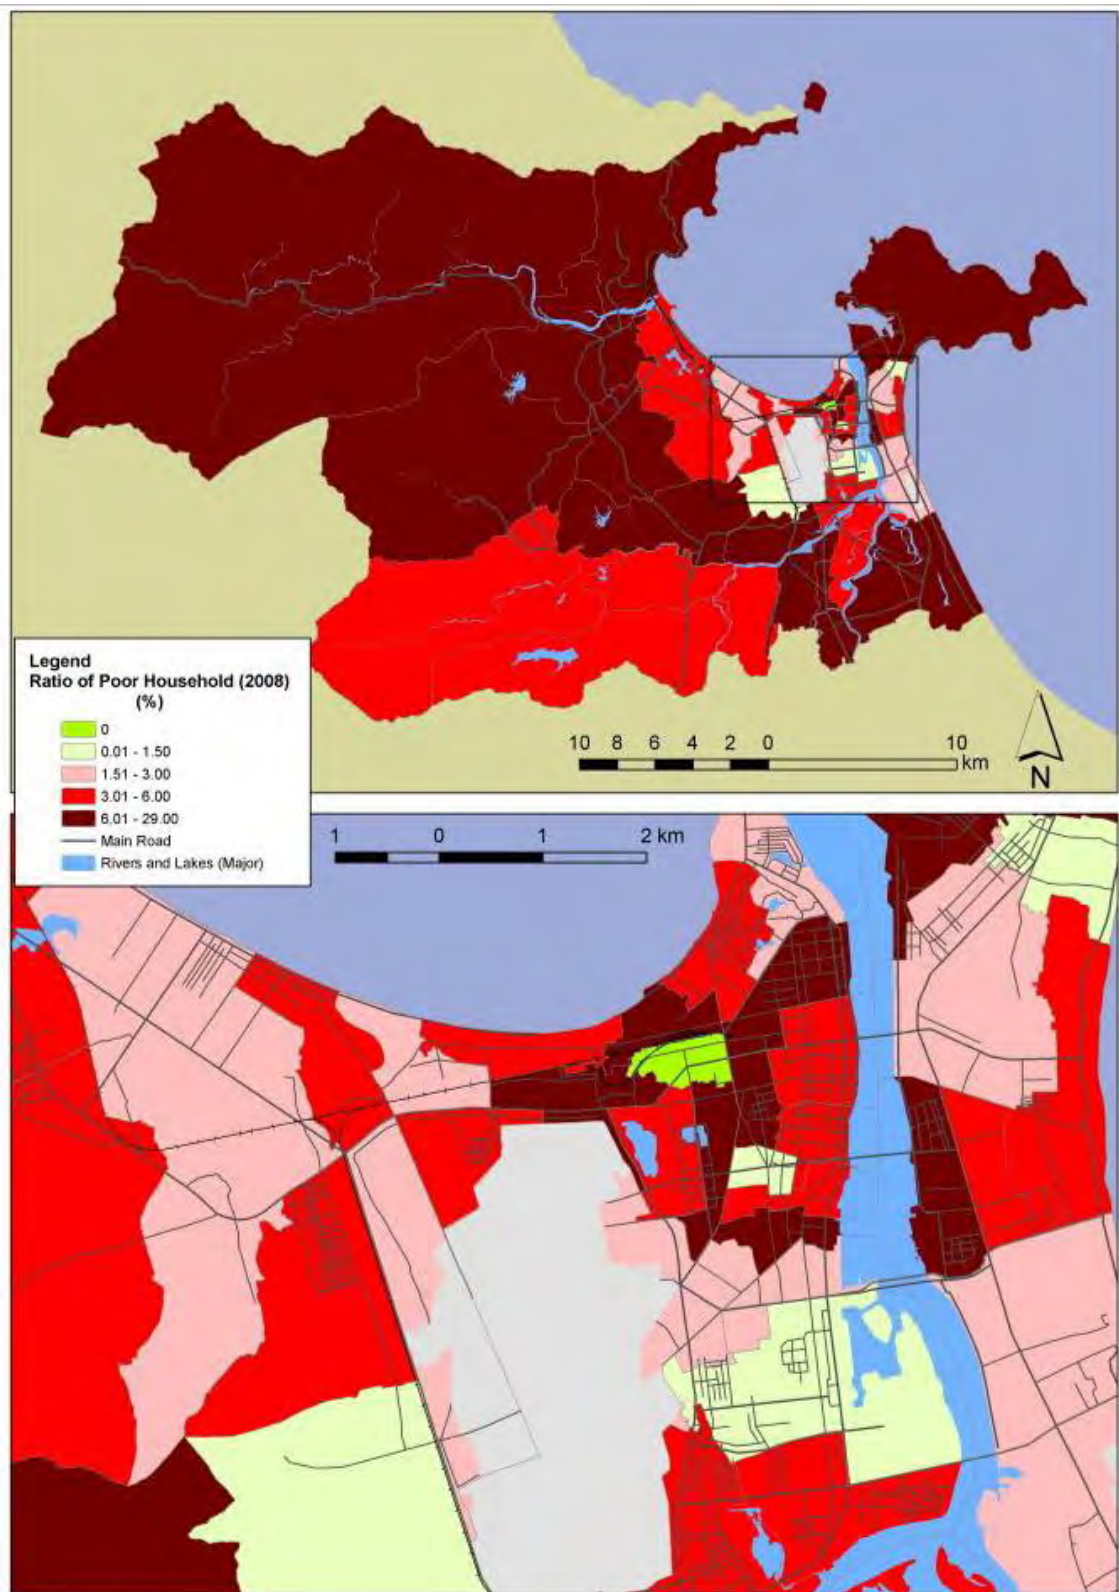 Legend
Ratio of Poor Household (2008)
(%)
0
0.01 - 1.50
1.51 - 3.00
3.01 - 6.00
6.01 - 29.00
Main Road
Rivers and Lakes (Major)
10 8 6 4 2 0 10
km
N
1 0 1 2 km